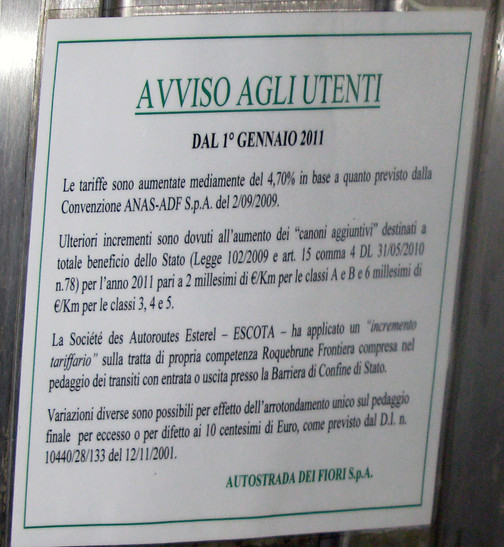 AVVISO AGLI UTENTI
DAL 1° GENNAIO 2011
Le tariffe sono aumentate mediamente del 4,70% in base a quanto previsto dalla
Convenzione ANAS-ADF S.p.A. del 2/09/2009.
Ulteriori incrementi sono dovuti all'aumento dei "canoni aggiuntivi" destinati a
totale beneficio dello Stato (Legge 102/2009 e art. 15 comma 4 DL 31/05/2010
n.78) per l'anno 2011 pari a 2 millesimi di €/Km per le classi A e B e 6 millesimi di
€/Km per le classi 3, 4 e 5.
La Société des Autoroutes Esterel – ESCOTA – ha applicato un "incremento
tariffario" sulla tratta di propria competenza Roquebrune Frontiera compresa nel
pedaggio dei transiti con entrata o uscita presso la Barriera di Confine di Stato.
Variazioni diverse sono possibili per effetto dell'arrotondamento unico sul pedaggio
finale per eccesso o per difetto ai 10 centesimi di Euro, come previsto dal D.l. n.
10440/28/133 del 12/11/2001.
AUTOSTRADA DEI FIORI S.p.A.